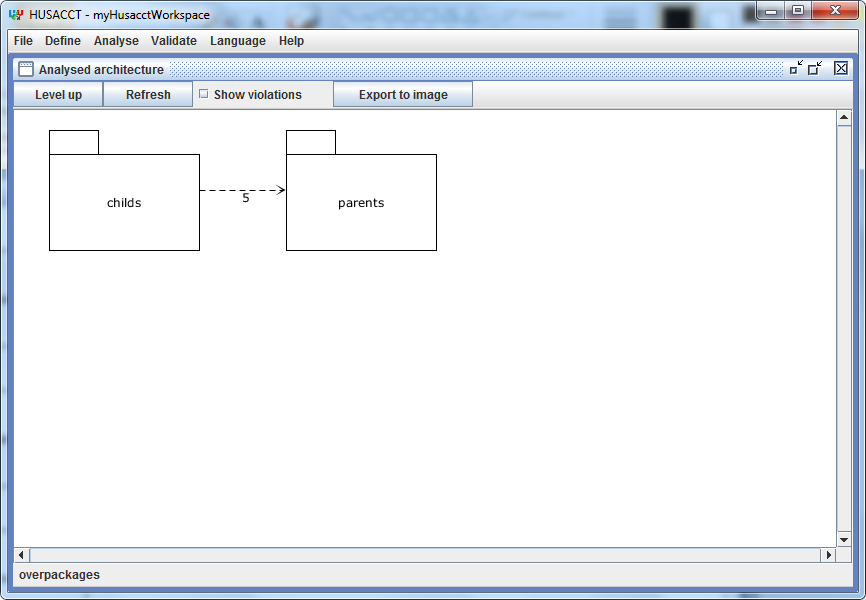 HUSACCT - myHusacctWorkspace
File Define Analyse Validate Language Help
Analysed architecture
Level up Refresh Show violations Export to image
childs 5 parents
overpackages